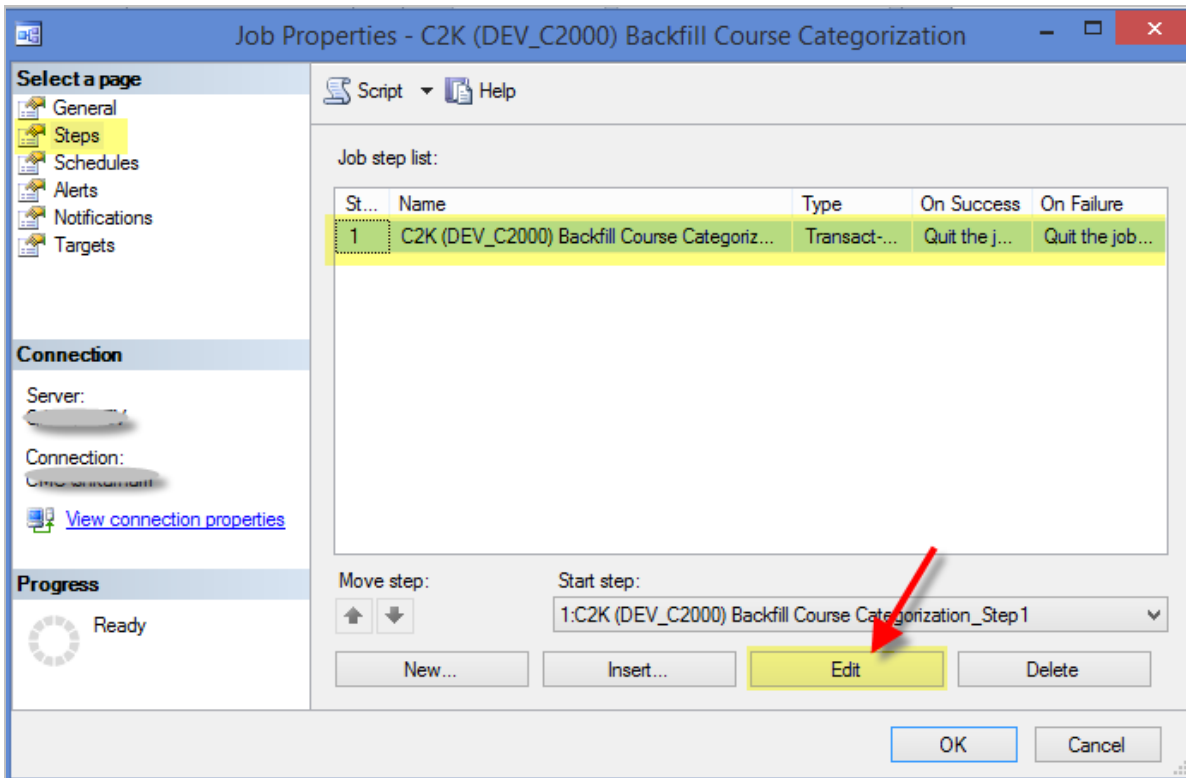 Job Properties - C2K (DEV_C2000) Backfill Course Categorization
Select a page
General
Steps
Schedules
Alerts
Notifications
Targets
Connection
Server:
Connection:
View connection properties
Progress
Ready
Script Help
Job step list:
St... Name Type On Success On Failure
1 C2K (DEV_C2000) Backfill Course Categoriz... Transact-... Quit the j... Quit the job...
Move step: Start step:
1:C2K (DEV_C2000) Backfill Course Categorization_Step1
New... Insert... Edit Delete
OK Cancel